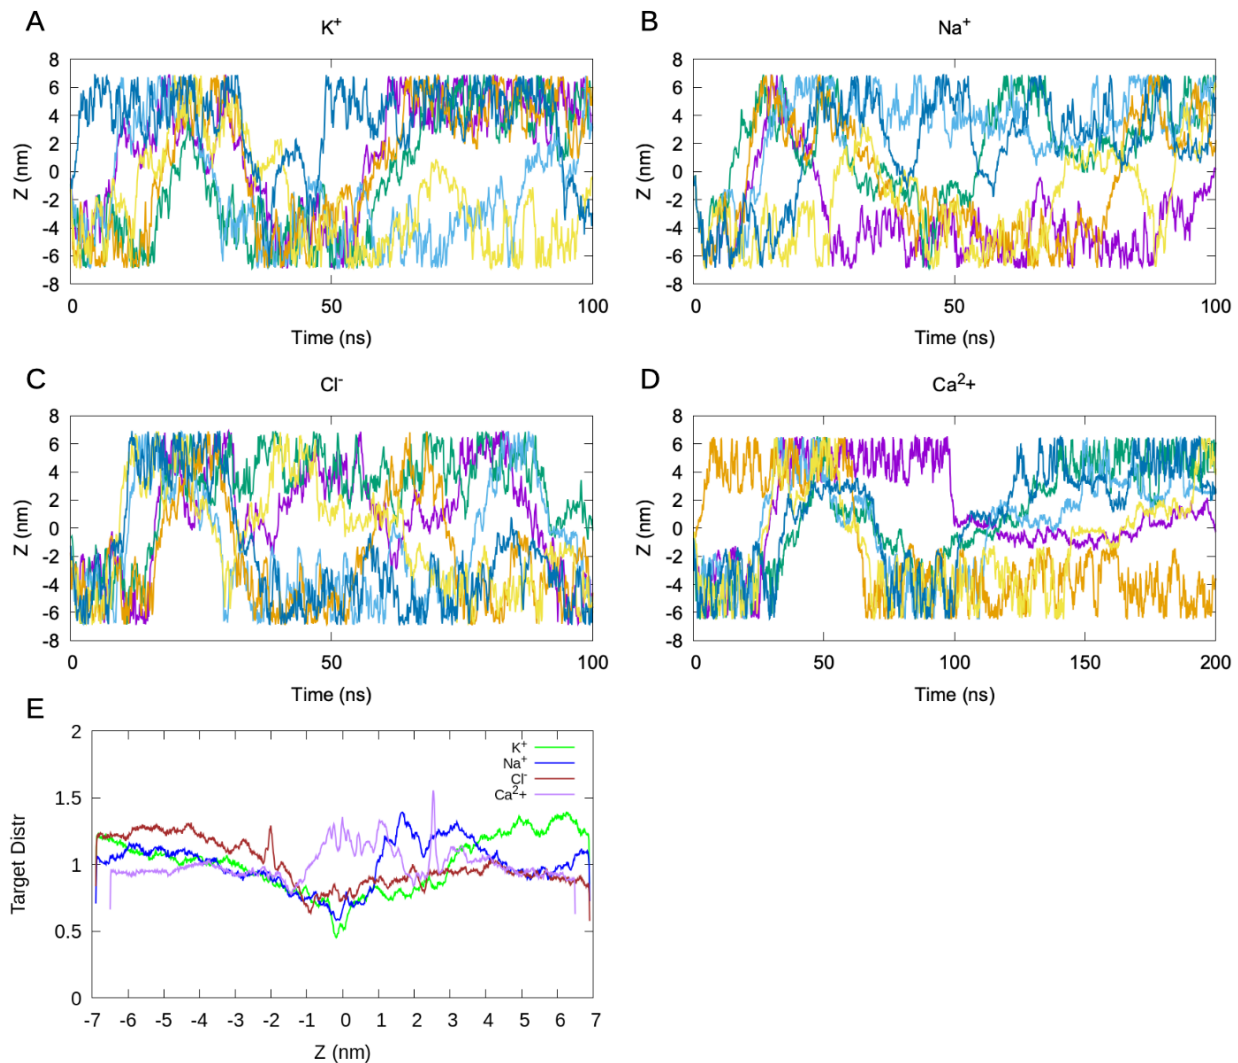 A
K⁺
8
6
4
2
0
-2
-4
-6
-8
Z (nm)
0
50
100
Time (ns)
B
Na⁺
8
6
4
2
0
-2
-4
-6
-8
Z (nm)
0
50
100
Time (ns)
C
Cl⁻
8
6
4
2
0
-2
-4
-6
-8
Z (nm)
0
50
100
Time (ns)
D
Ca²+
8
6
4
2
0
-2
-4
-6
-8
Z (nm)
0
50
100
150
200
Time (ns)
E
2
1.5
1
0.5
0
Target Distr
K⁺
Na⁺
Cl⁻
Ca²+
-7 -6 -5 -4 -3 -2 -1 0 1 2 3 4 5 6 7
Z (nm)